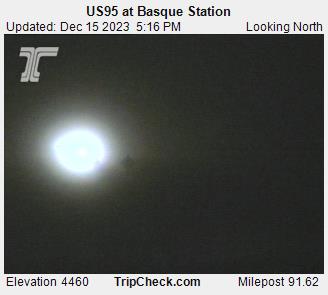 US95 at Basque Station
Updated: Dec 15 2023 5:16 PM Looking North
Elevation 4460 TripCheck.com Milepost 91.62